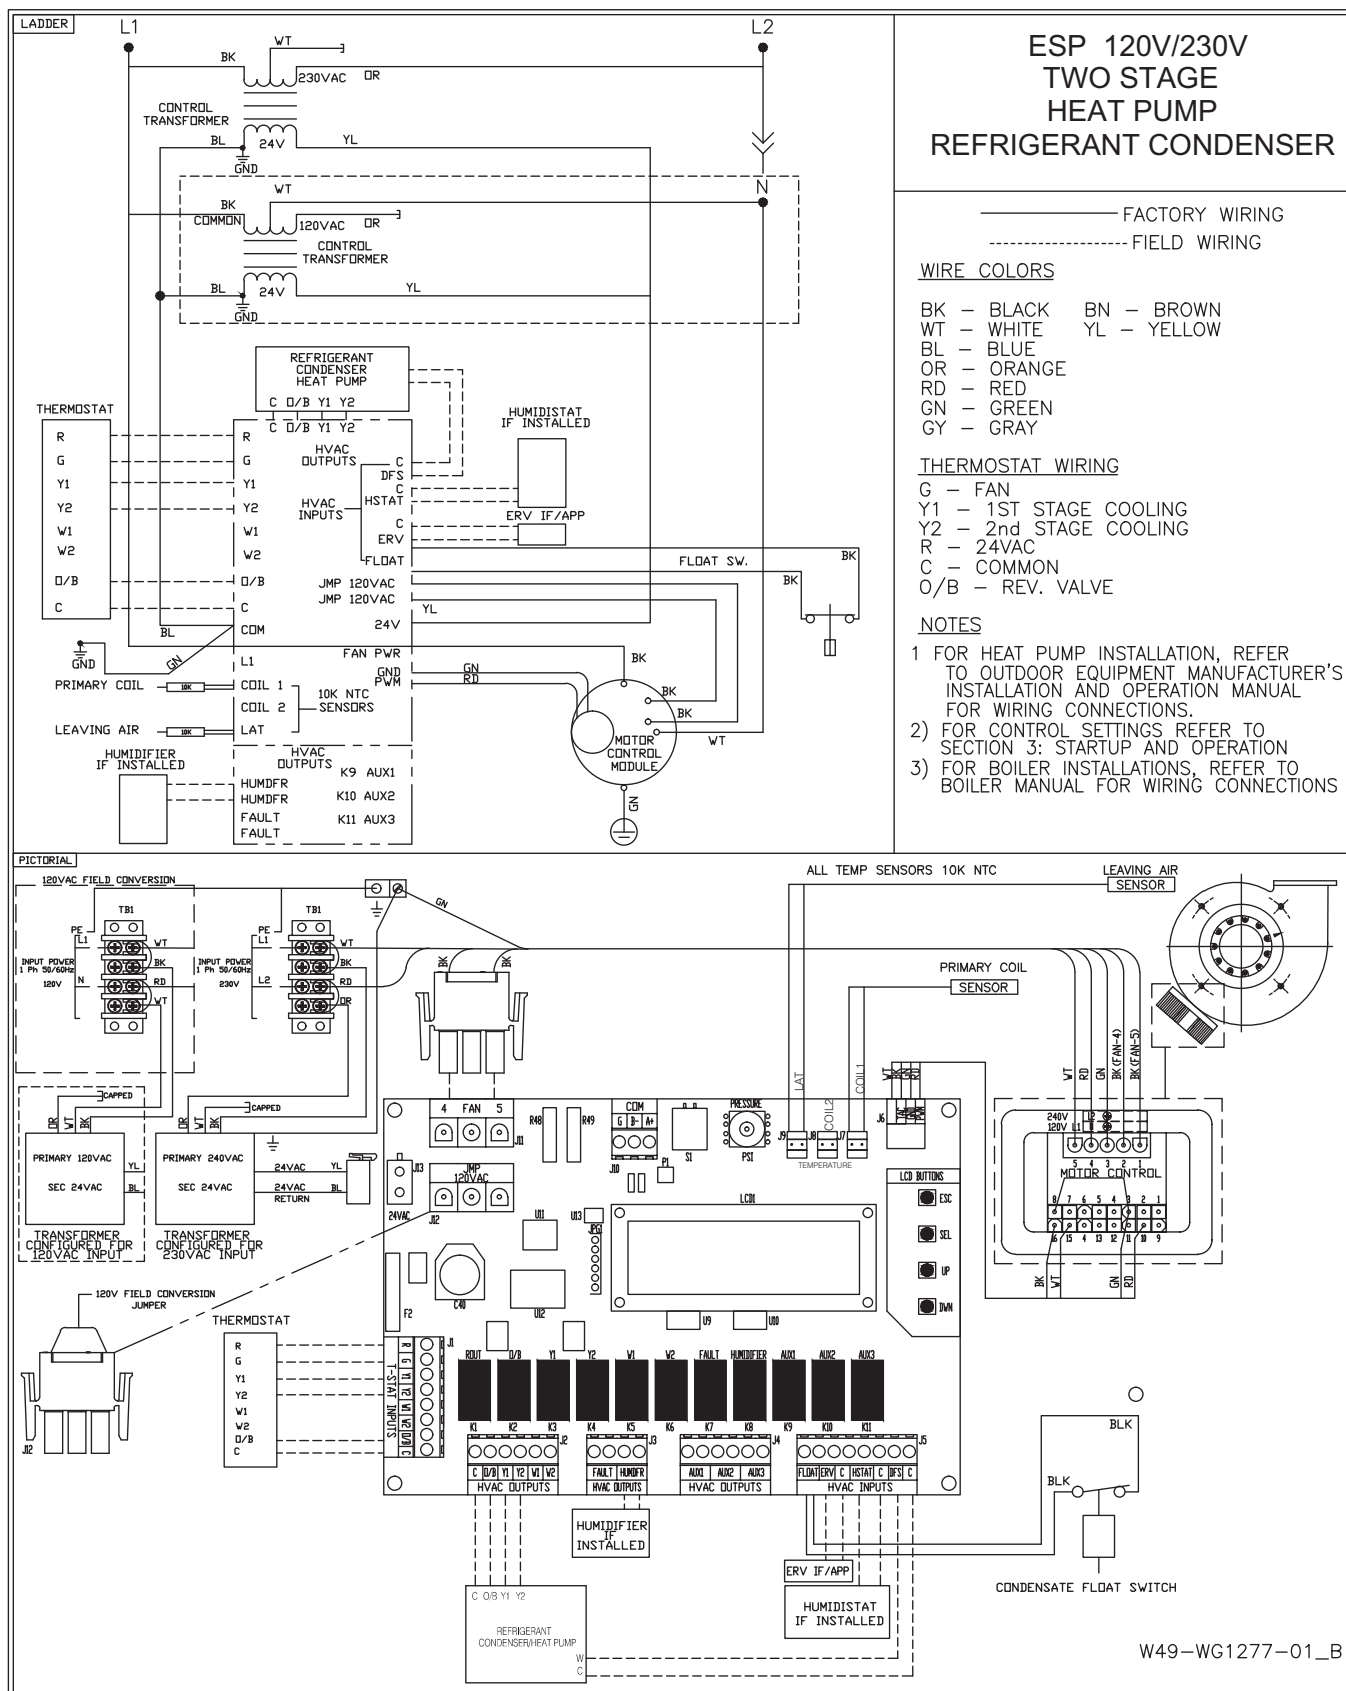 LADDER
L1
L2
WT
BK
230VAC OR
CONTROL
TRANSFORMER
BL
24V
YL
GND
WT
N
BK
COMMON
120VAC OR
CONTROL
TRANSFORMER
BL
24V
YL
GND
REFRIGERANT
CONDENSER
HEAT PUMP
C O/B Y1 Y2
C O/B Y1 Y2
THERMOSTAT
R
G
Y1
Y2
W1
W2
O/B
C
R
G
Y1
Y2
W1
W2
O/B
C
COM
L1
COIL 1
COIL 2
LAT
HVAC
OUTPUTS
HVAC
INPUTS
C
DFS
C
HSTAT
C
ERV
FLOAT
JMP 120VAC
JMP 120VAC
24V
FAN PWR
GND
PWM
10K NTC
SENSORS
HUMIDISTAT
IF INSTALLED
ERV IF/APP
FLOAT SW.
BK
BK
YL
BL
GND
GN
PRIMARY COIL
10K
LEAVING AIR
10K
GN
RD
BK
BK
BK
WT
MOTOR
CONTROL
MODULE
GN
HUMIDIFIER
IF INSTALLED
HVAC
OUTPUTS
K9 AUX1
HUMDFR
HUMDFR
K10 AUX2
FAULT
K11 AUX3
FAULT
ESP 120V/230V
TWO STAGE
HEAT PUMP
REFRIGERANT CONDENSER
FACTORY WIRING
FIELD WIRING
WIRE COLORS
BK – BLACK BN – BROWN
WT – WHITE YL – YELLOW
BL – BLUE
OR – ORANGE
RD – RED
GN – GREEN
GY – GRAY
THERMOSTAT WIRING
G – FAN
Y1 – 1ST STAGE COOLING
Y2 – 2nd STAGE COOLING
R – 24VAC
C – COMMON
O/B – REV. VALVE
NOTES
1 FOR HEAT PUMP INSTALLATION, REFER
TO OUTDOOR EQUIPMENT MANUFACTURER'S
INSTALLATION AND OPERATION MANUAL
FOR WIRING CONNECTIONS.
2) FOR CONTROL SETTINGS REFER TO
SECTION 3: STARTUP AND OPERATION
3) FOR BOILER INSTALLATIONS, REFER TO
BOILER MANUAL FOR WIRING CONNECTIONS
PICTORIAL
120VAC FIELD CONVERSION
TB1
PE
L1
INPUT POWER
1 Ph 50/60Hz
120V
N
WT
BK
RD
WT
TB1
PE
L1
INPUT POWER
1 Ph 50/60Hz
230V
L2
WT
BK
RD
OR
GN
BK
BK
CAPPED
OR
WT
BK
CAPPED
OR
WT
BK
PRIMARY 120VAC
SEC 24VAC
YL
BL
PRIMARY 240VAC
SEC 24VAC
24VAC
24VAC
RETURN
YL
BL
TRANSFORMER
CONFIGURED FOR
120VAC INPUT
TRANSFORMER
CONFIGURED FOR
230VAC INPUT
120V FIELD CONVERSION
JUMPER
J12
THERMOSTAT
R
G
Y1
Y2
W1
W2
O/B
C
ALL TEMP SENSORS 10K NTC
LEAVING AIR
SENSOR
PRIMARY COIL
SENSOR
LAT
COIL2
COIL1
4 FAN 5
J11
JMP
120VAC
J12
J13
24VAC
R48
R49
COM
G B- A+
J10
P1
S1
PRESSURE
PS1
J9
J8
J7
TEMPERATURE
WT
BK
GN
RD
J6
LCD BUTTONS
ESC
SEL
UP
DWN
LCD1
U11
U13
JPG1
C40
U12
F2
U9
U10
J1
T-STAT INPUTS
R
G
Y1
Y2
W1
W2
O/B
C
ROUT O/B Y1 Y2 W1 W2 FAULT HUMIDIFIER AUX1 AUX2 AUX3
K1 K2 K3 K4 K5 K6 K7 K8 K9 K10 K11
J2
J3
J4
J5
C O/B Y1 Y2 W1 W2
HVAC OUTPUTS
FAULT HUMDFR
HVAC OUTPUTS
AUX1 AUX2 AUX3
HVAC OUTPUTS
FLOAT ERV C HSTAT C DFS C
HVAC INPUTS
HUMIDIFIER
IF
INSTALLED
ERV IF/APP
HUMIDISTAT
IF INSTALLED
C O/B Y1 Y2
REFRIGERANT
CONDENSER/HEAT PUMP
W
C
WT
RD
GN
BK(FAN-4)
BK(FAN-5)
240V
120V L1
L2
N
5 4 3 2 1
MOTOR CONTROL
8 7 6 5 4 3 2 1
16 15 4 13 12 11 10 9
BK
WT
GN
RD
BLK
BLK
CONDENSATE FLOAT SWITCH
W49–WG1277–01_B